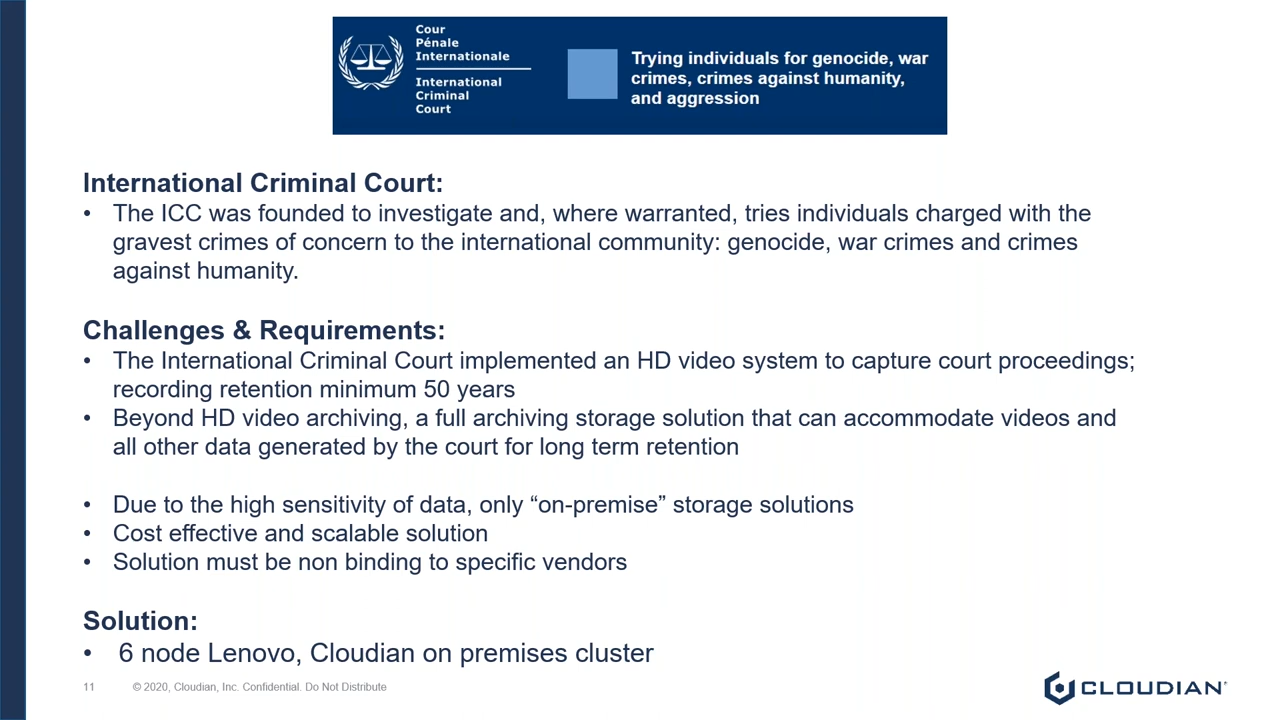 Cour
Pénale
Internationale
International
Criminal
Court
Trying individuals for genocide, war
crimes, crimes against humanity,
and aggression
International Criminal Court:
• The ICC was founded to investigate and, where warranted, tries individuals charged with the
gravest crimes of concern to the international community: genocide, war crimes and crimes
against humanity.
Challenges & Requirements:
• The International Criminal Court implemented an HD video system to capture court proceedings;
recording retention minimum 50 years
• Beyond HD video archiving, a full archiving storage solution that can accommodate videos and
all other data generated by the court for long term retention
• Due to the high sensitivity of data, only “on-premise” storage solutions
• Cost effective and scalable solution
• Solution must be non binding to specific vendors
Solution:
• 6 node Lenovo, Cloudian on premises cluster
11 © 2020, Cloudian, Inc. Confidential. Do Not Distribute
CLOUDIAN